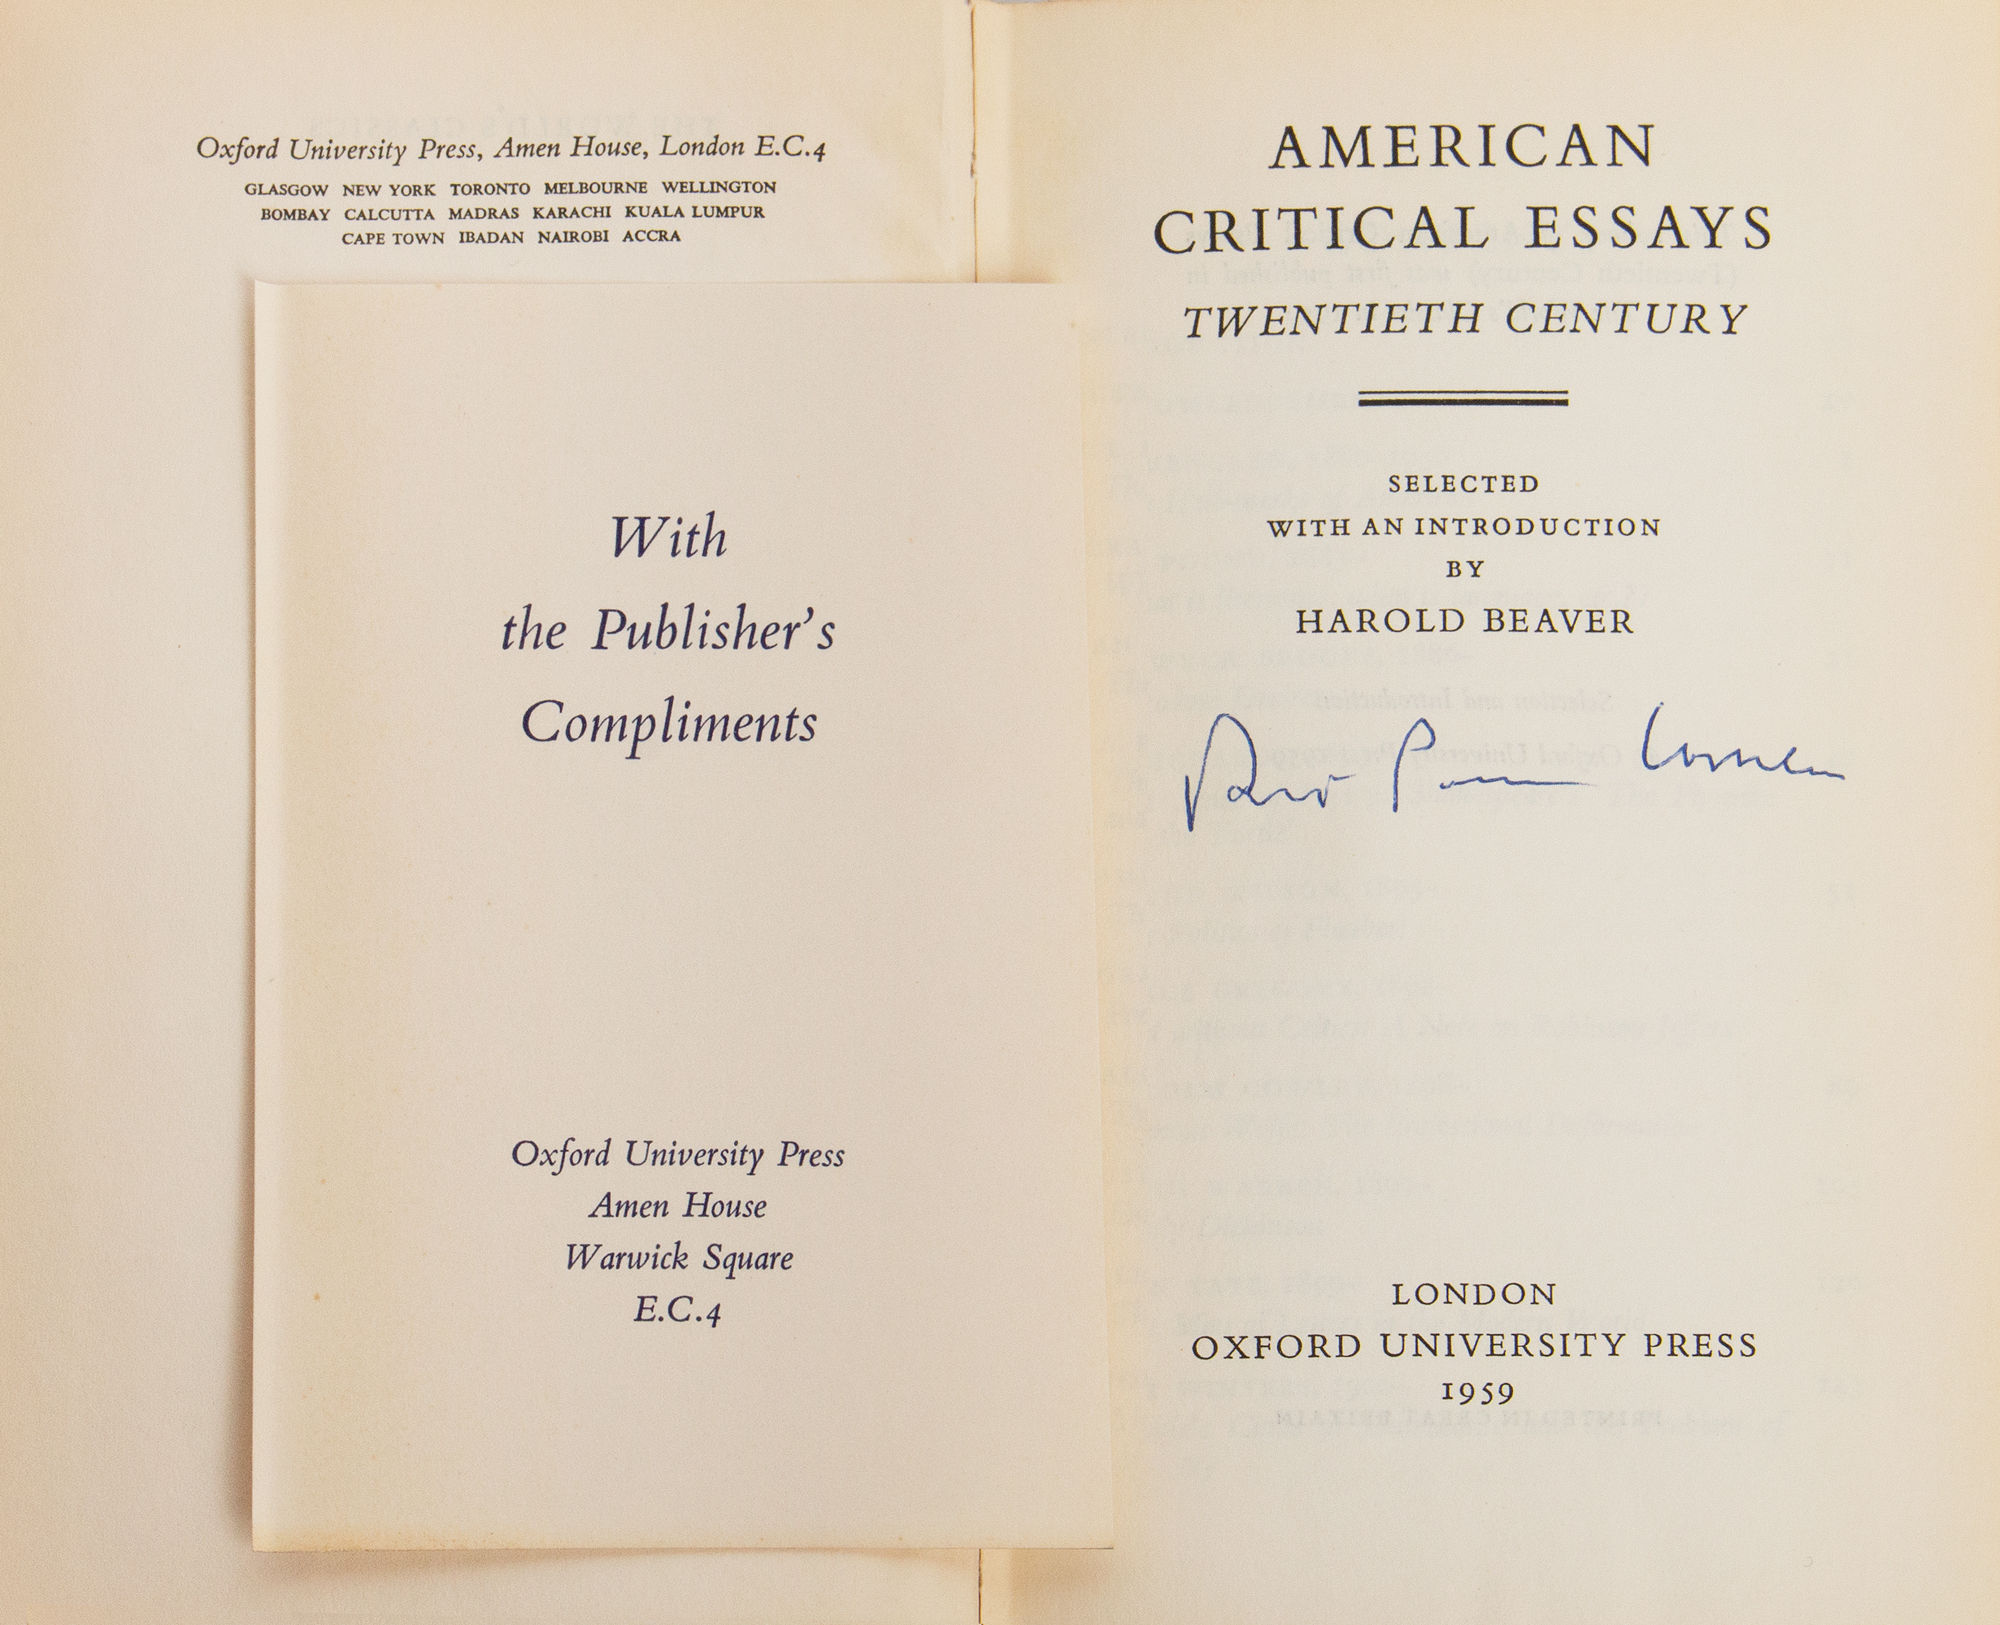 Oxford University Press, Amen House, London E.C.4
GLASGOW NEW YORK TORONTO MELBOURNE WELLINGTON
BOMBAY CALCUTTA MADRAS KARACHI KUALA LUMPUR
CAPE TOWN IBADAN NAIROBI ACCRA
With
the Publisher's
Compliments
Oxford University Press
Amen House
Warwick Square
E.C.4
AMERICAN
CRITICAL ESSAYS
TWENTIETH CENTURY
SELECTED
WITH AN INTRODUCTION
BY
HAROLD BEAVER
LONDON
OXFORD UNIVERSITY PRESS
1959